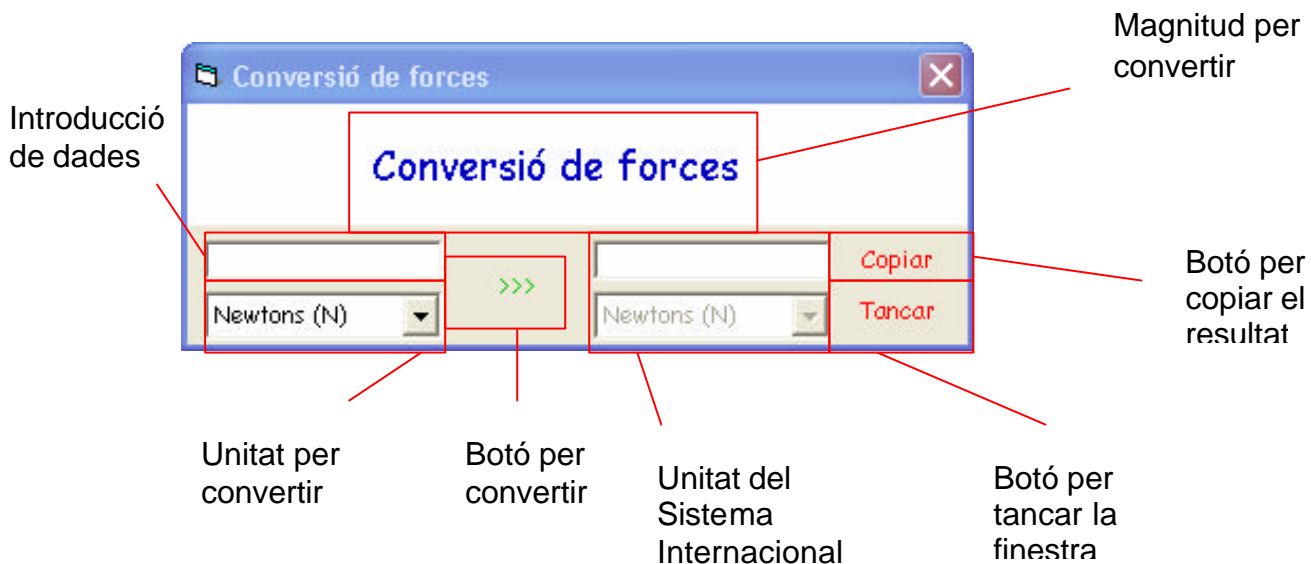 Magnitud per
convertir
Conversió de forces
Introducció
de dades
Conversió de forces
Copiar
>>>
Newtons (N)
Newtons (N)
Tancar
Botó per
copiar el
resultat
Unitat per
convertir
Botó per
convertir
Unitat del
Sistema
Internacional
Botó per
tancar la
finestra